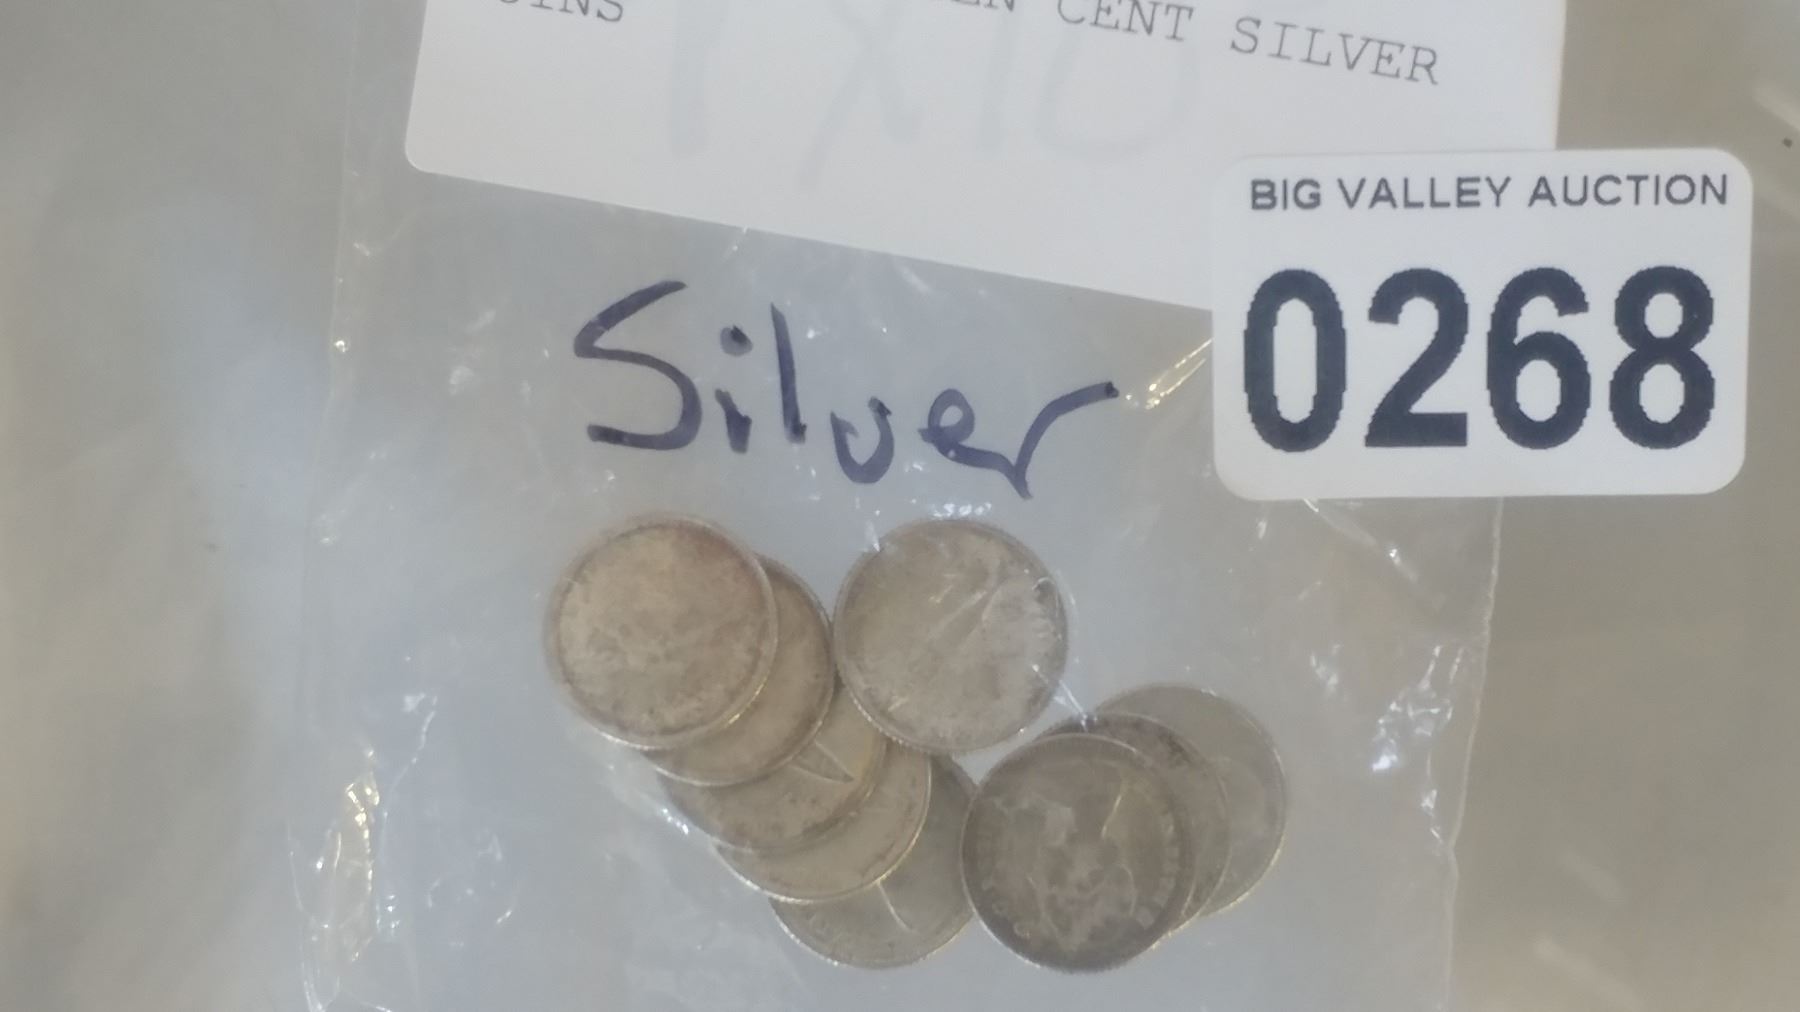 CENT SILVER
BIG VALLEY AUCTION
0268
Silver